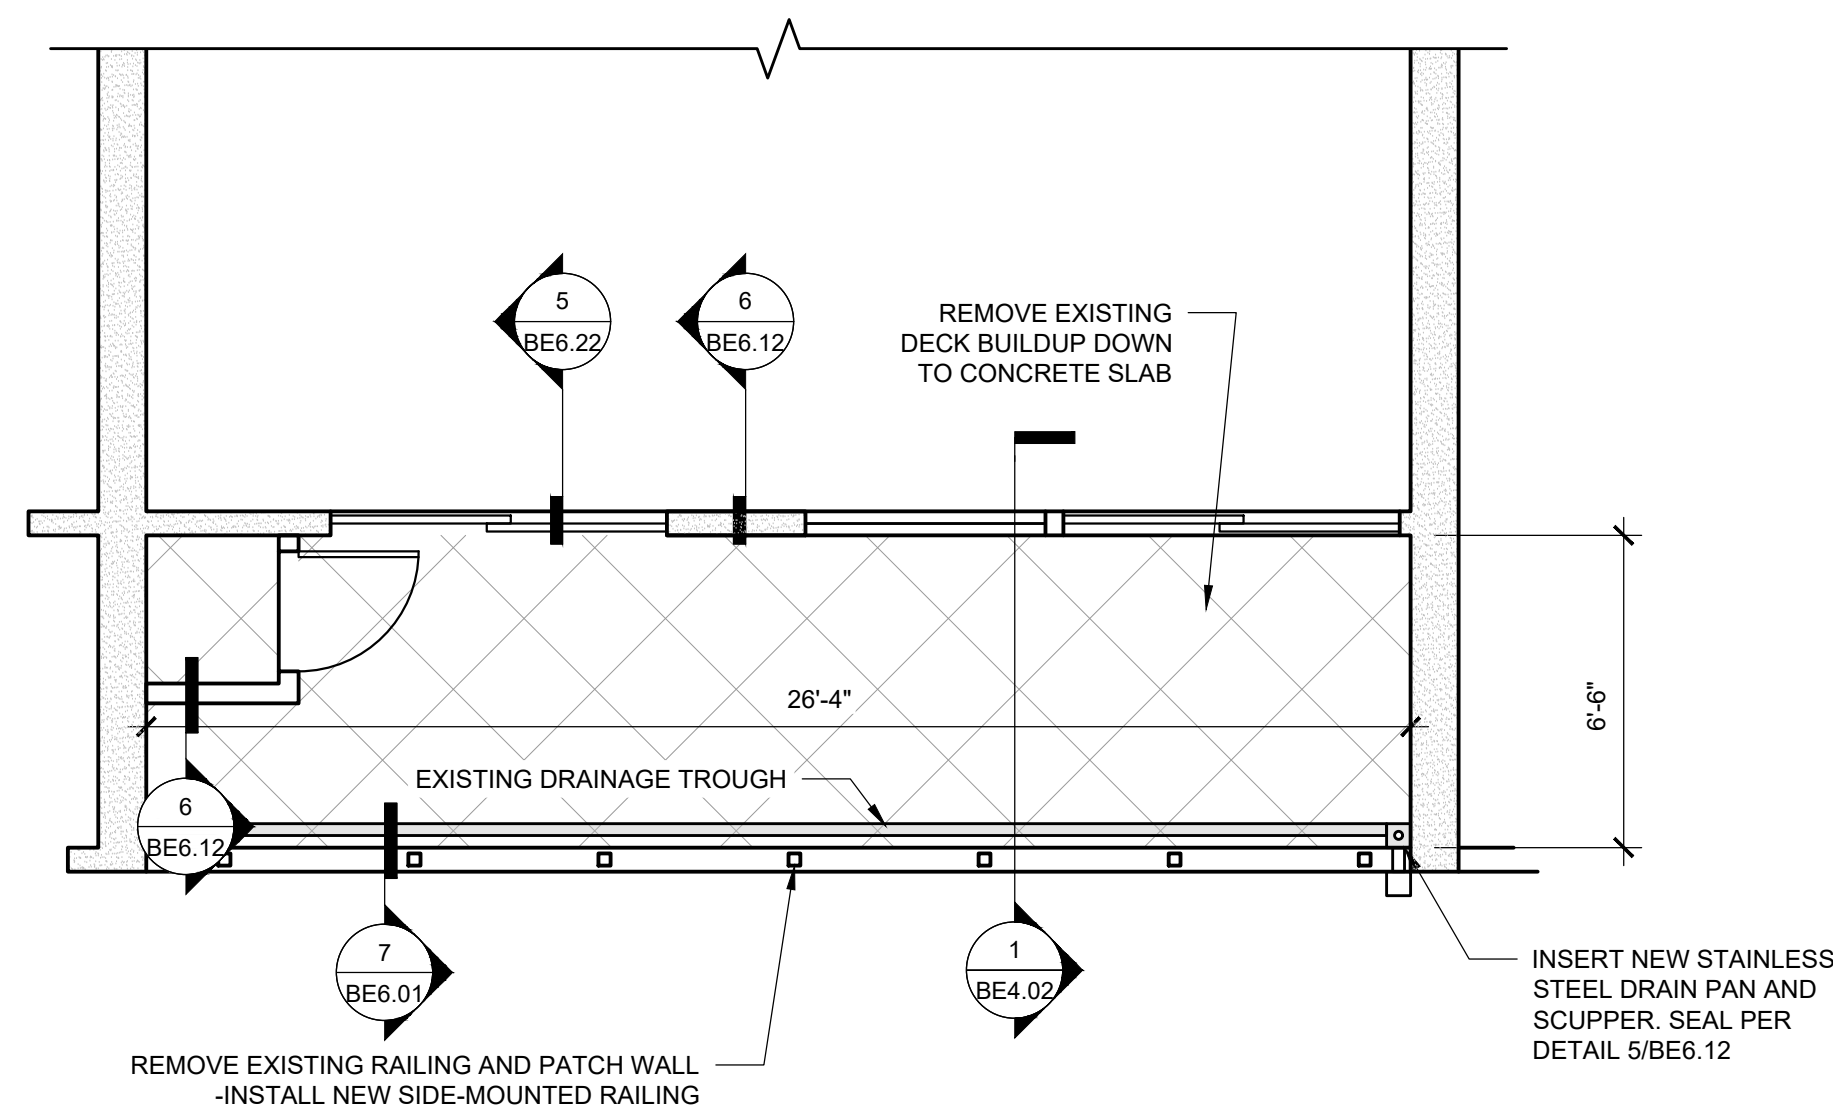 5
BE6.22
6
BE6.12
REMOVE EXISTING
DECK BUILDUP DOWN
TO CONCRETE SLAB
26'-4"
6'-6"
EXISTING DRAINAGE TROUGH
6
BE6.12
7
BE6.01
1
BE4.02
INSERT NEW STAINLESS
STEEL DRAIN PAN AND
SCUPPER. SEAL PER
DETAIL 5/BE6.12
REMOVE EXISTING RAILING AND PATCH WALL
-INSTALL NEW SIDE-MOUNTED RAILING